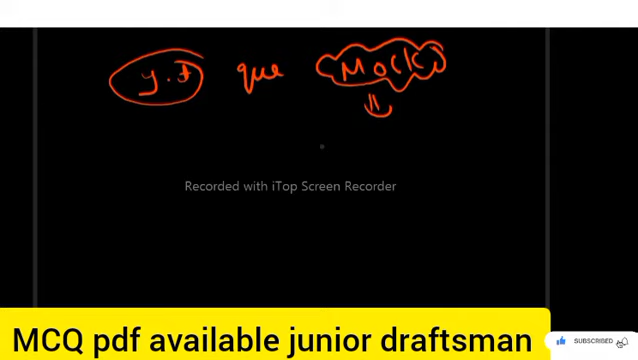 y.t que Mock
Recorded with iTop Screen Recorder
MCQ pdf available junior draftsman
SUBSCRIBED